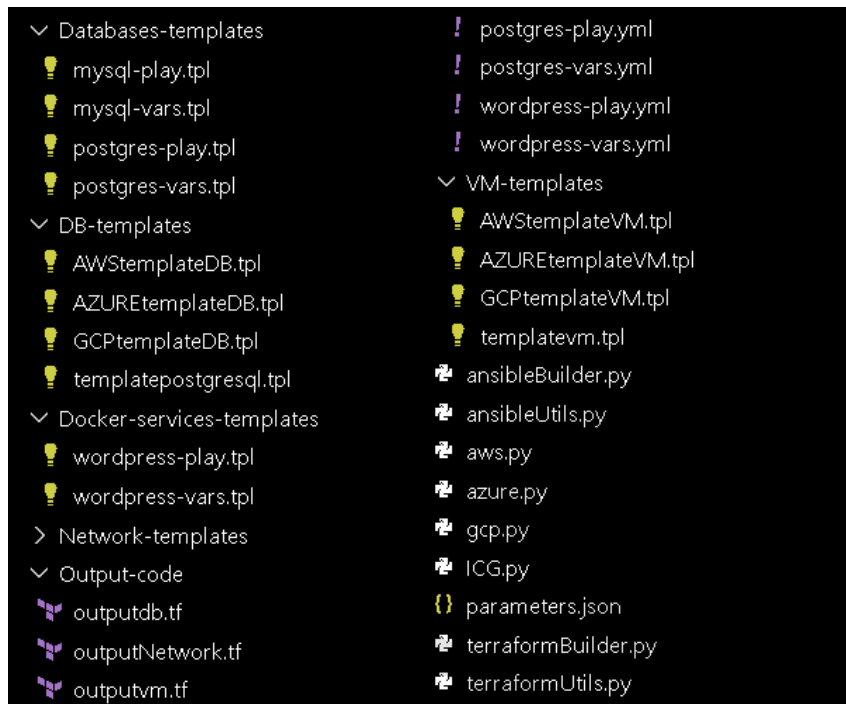 Databases-templates
mysql-play.tpl
mysql-vars.tpl
postgres-play.tpl
postgres-vars.tpl
DB-templates
AWStemplateDB.tpl
AZUREtemplateDB.tpl
GCPtemplateDB.tpl
templatepostgresql.tpl
Docker-services-templates
wordpress-play.tpl
wordpress-vars.tpl
Network-templates
Output-code
outputdb.tf
outputNetwork.tf
outputvm.tf
postgres-play.yml
postgres-vars.yml
wordpress-play.yml
wordpress-vars.yml
VM-templates
AWStemplateVM.tpl
AZUREtemplateVM.tpl
GCPtemplateVM.tpl
templatevm.tpl
ansibleBuilder.py
ansibleUtils.py
aws.py
azure.py
gcp.py
ICG.py
parameters.json
terraformBuilder.py
terraformUtils.py